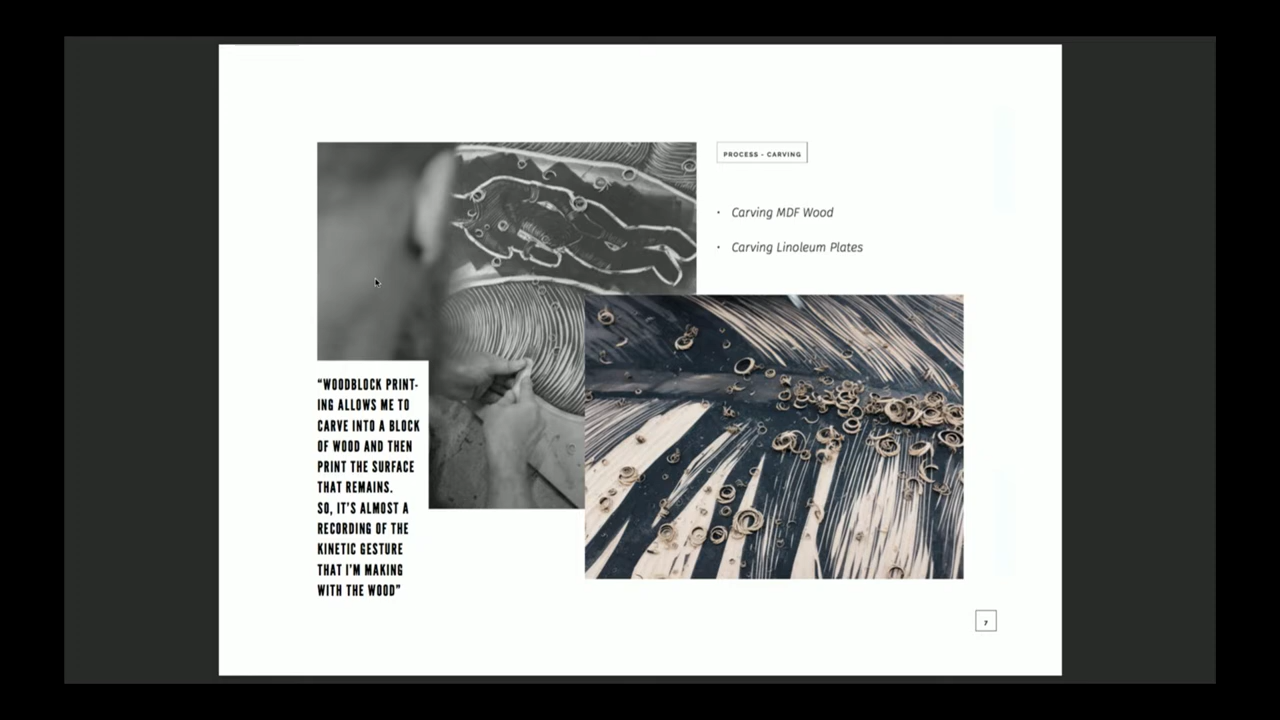 PROCESS - CARVING
• Carving MDF Wood
• Carving Linoleum Plates
“WOODBLOCK PRINT-
ING ALLOWS ME TO
CARVE INTO A BLOCK
OF WOOD AND THEN
PRINT THE SURFACE
THAT REMAINS.
SO, IT’S ALMOST A
RECORDING OF THE
KINETIC GESTURE
THAT I’M MAKING
WITH THE WOOD”
7